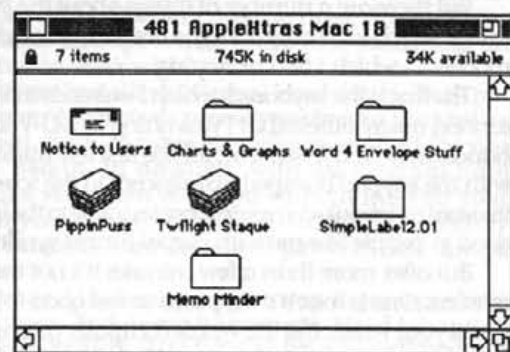 481 AppleXtras Mac 18
7 items 745K in disk 34K available
Notice to Users Charts & Graphs Word 4 Envelope Stuff
PippinPuss Twflight Staque SimpleLabel2.01
Memo Minder